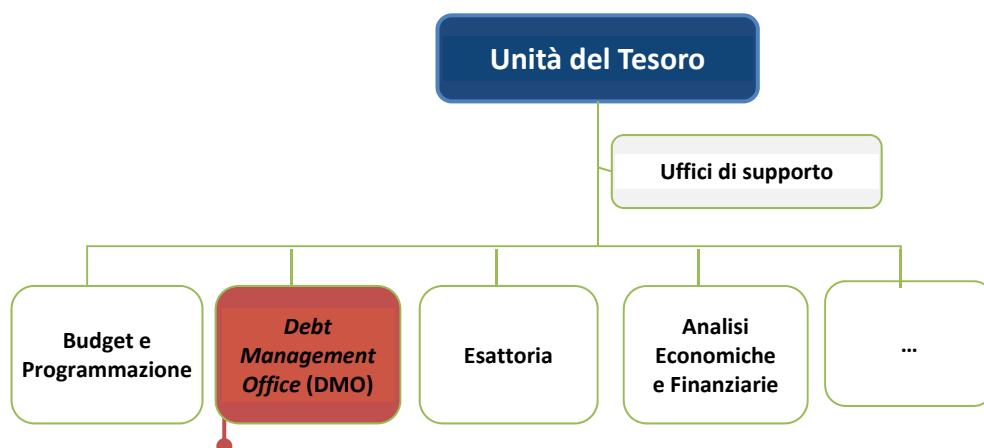 Unità del Tesoro
Uffici di supporto
Budget e
Programmazione
Debt
Management
Office (DMO)
Esattoria
Analisi
Economiche
e Finanziarie
...